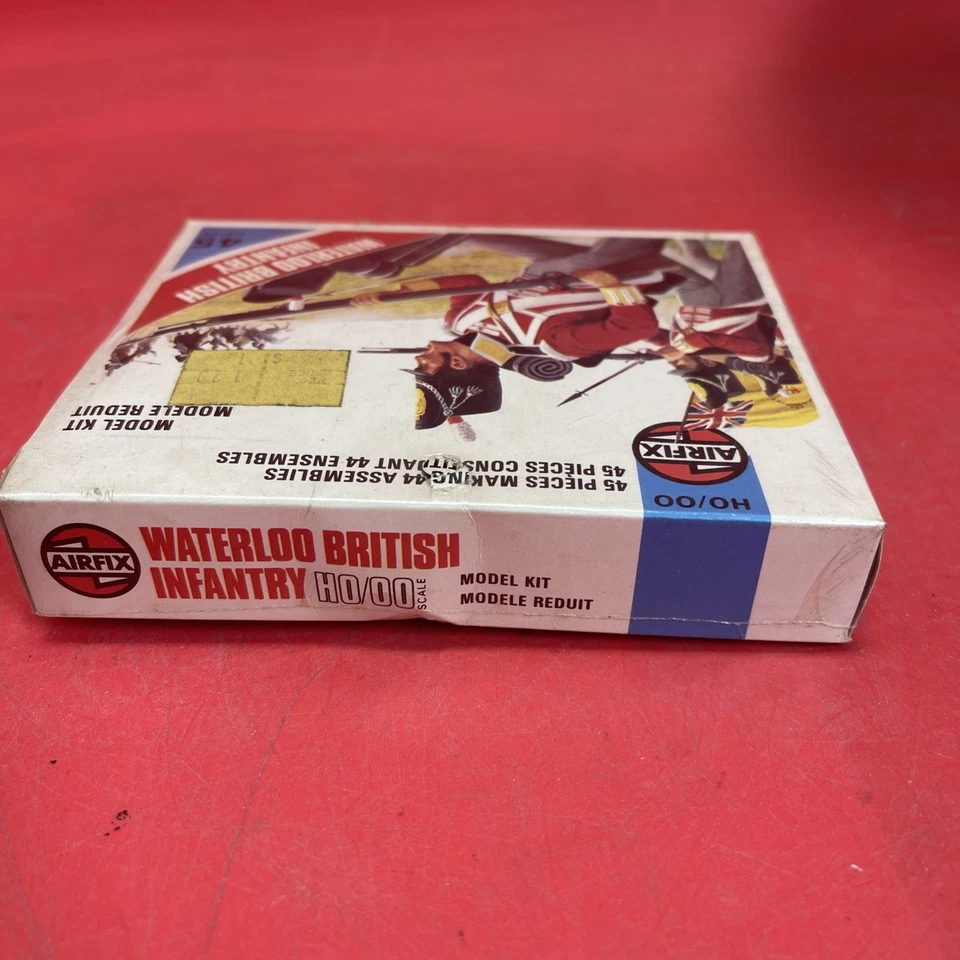 45
WATERLOO BRITISH
INFANTRY
MODEL KIT
MODELE REDUIT
45 PIECES MAKING 44 ASSEMBLIES
45 PIÈCES CONSTITUANT 44 ENSEMBLES
AIRFIX
HO/OO
AIRFIX
WATERLOO BRITISH
INFANTRY HO/OO SCALE
MODEL KIT
MODELE REDUIT